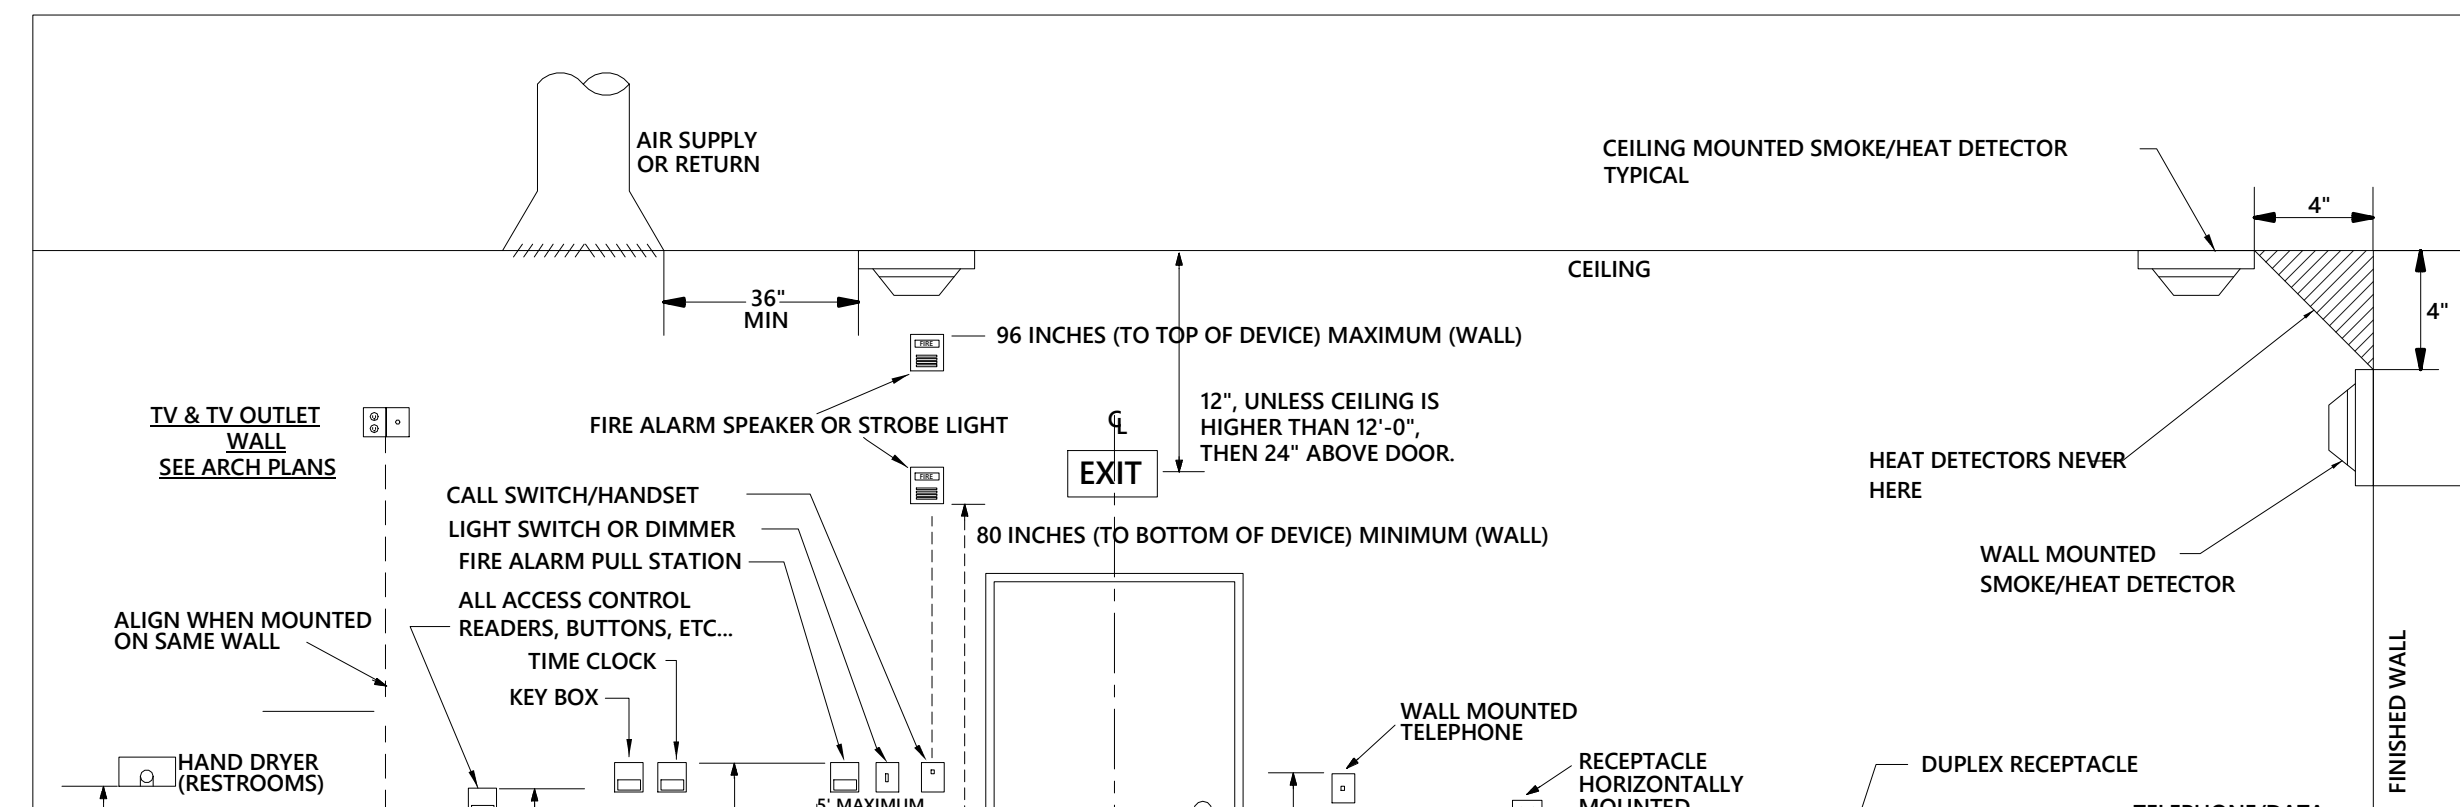 AIR SUPPLY
OR RETURN
CEILING MOUNTED SMOKE/HEAT DETECTOR
TYPICAL
4"
CEILING
36"
MIN
4"
FIRE
96 INCHES (TO TOP OF DEVICE) MAXIMUM (WALL)
TV & TV OUTLET
WALL
SEE ARCH PLANS
FIRE ALARM SPEAKER OR STROBE LIGHT
CL
12", UNLESS CEILING IS
HIGHER THAN 12'-0",
THEN 24" ABOVE DOOR.
EXIT
FIRE
HEAT DETECTORS NEVER
HERE
CALL SWITCH/HANDSET
LIGHT SWITCH OR DIMMER
FIRE ALARM PULL STATION
80 INCHES (TO BOTTOM OF DEVICE) MINIMUM (WALL)
WALL MOUNTED
SMOKE/HEAT DETECTOR
ALL ACCESS CONTROL
READERS, BUTTONS, ETC...
ALIGN WHEN MOUNTED
ON SAME WALL
TIME CLOCK
KEY BOX
FINISHED WALL
WALL MOUNTED
TELEPHONE
HAND DRYER
(RESTROOMS)
RECEPTACLE
HORIZONTALLY
MOUNTED
DUPLEX RECEPTACLE
5' MAXIMUM
TELEPHONE/DATA